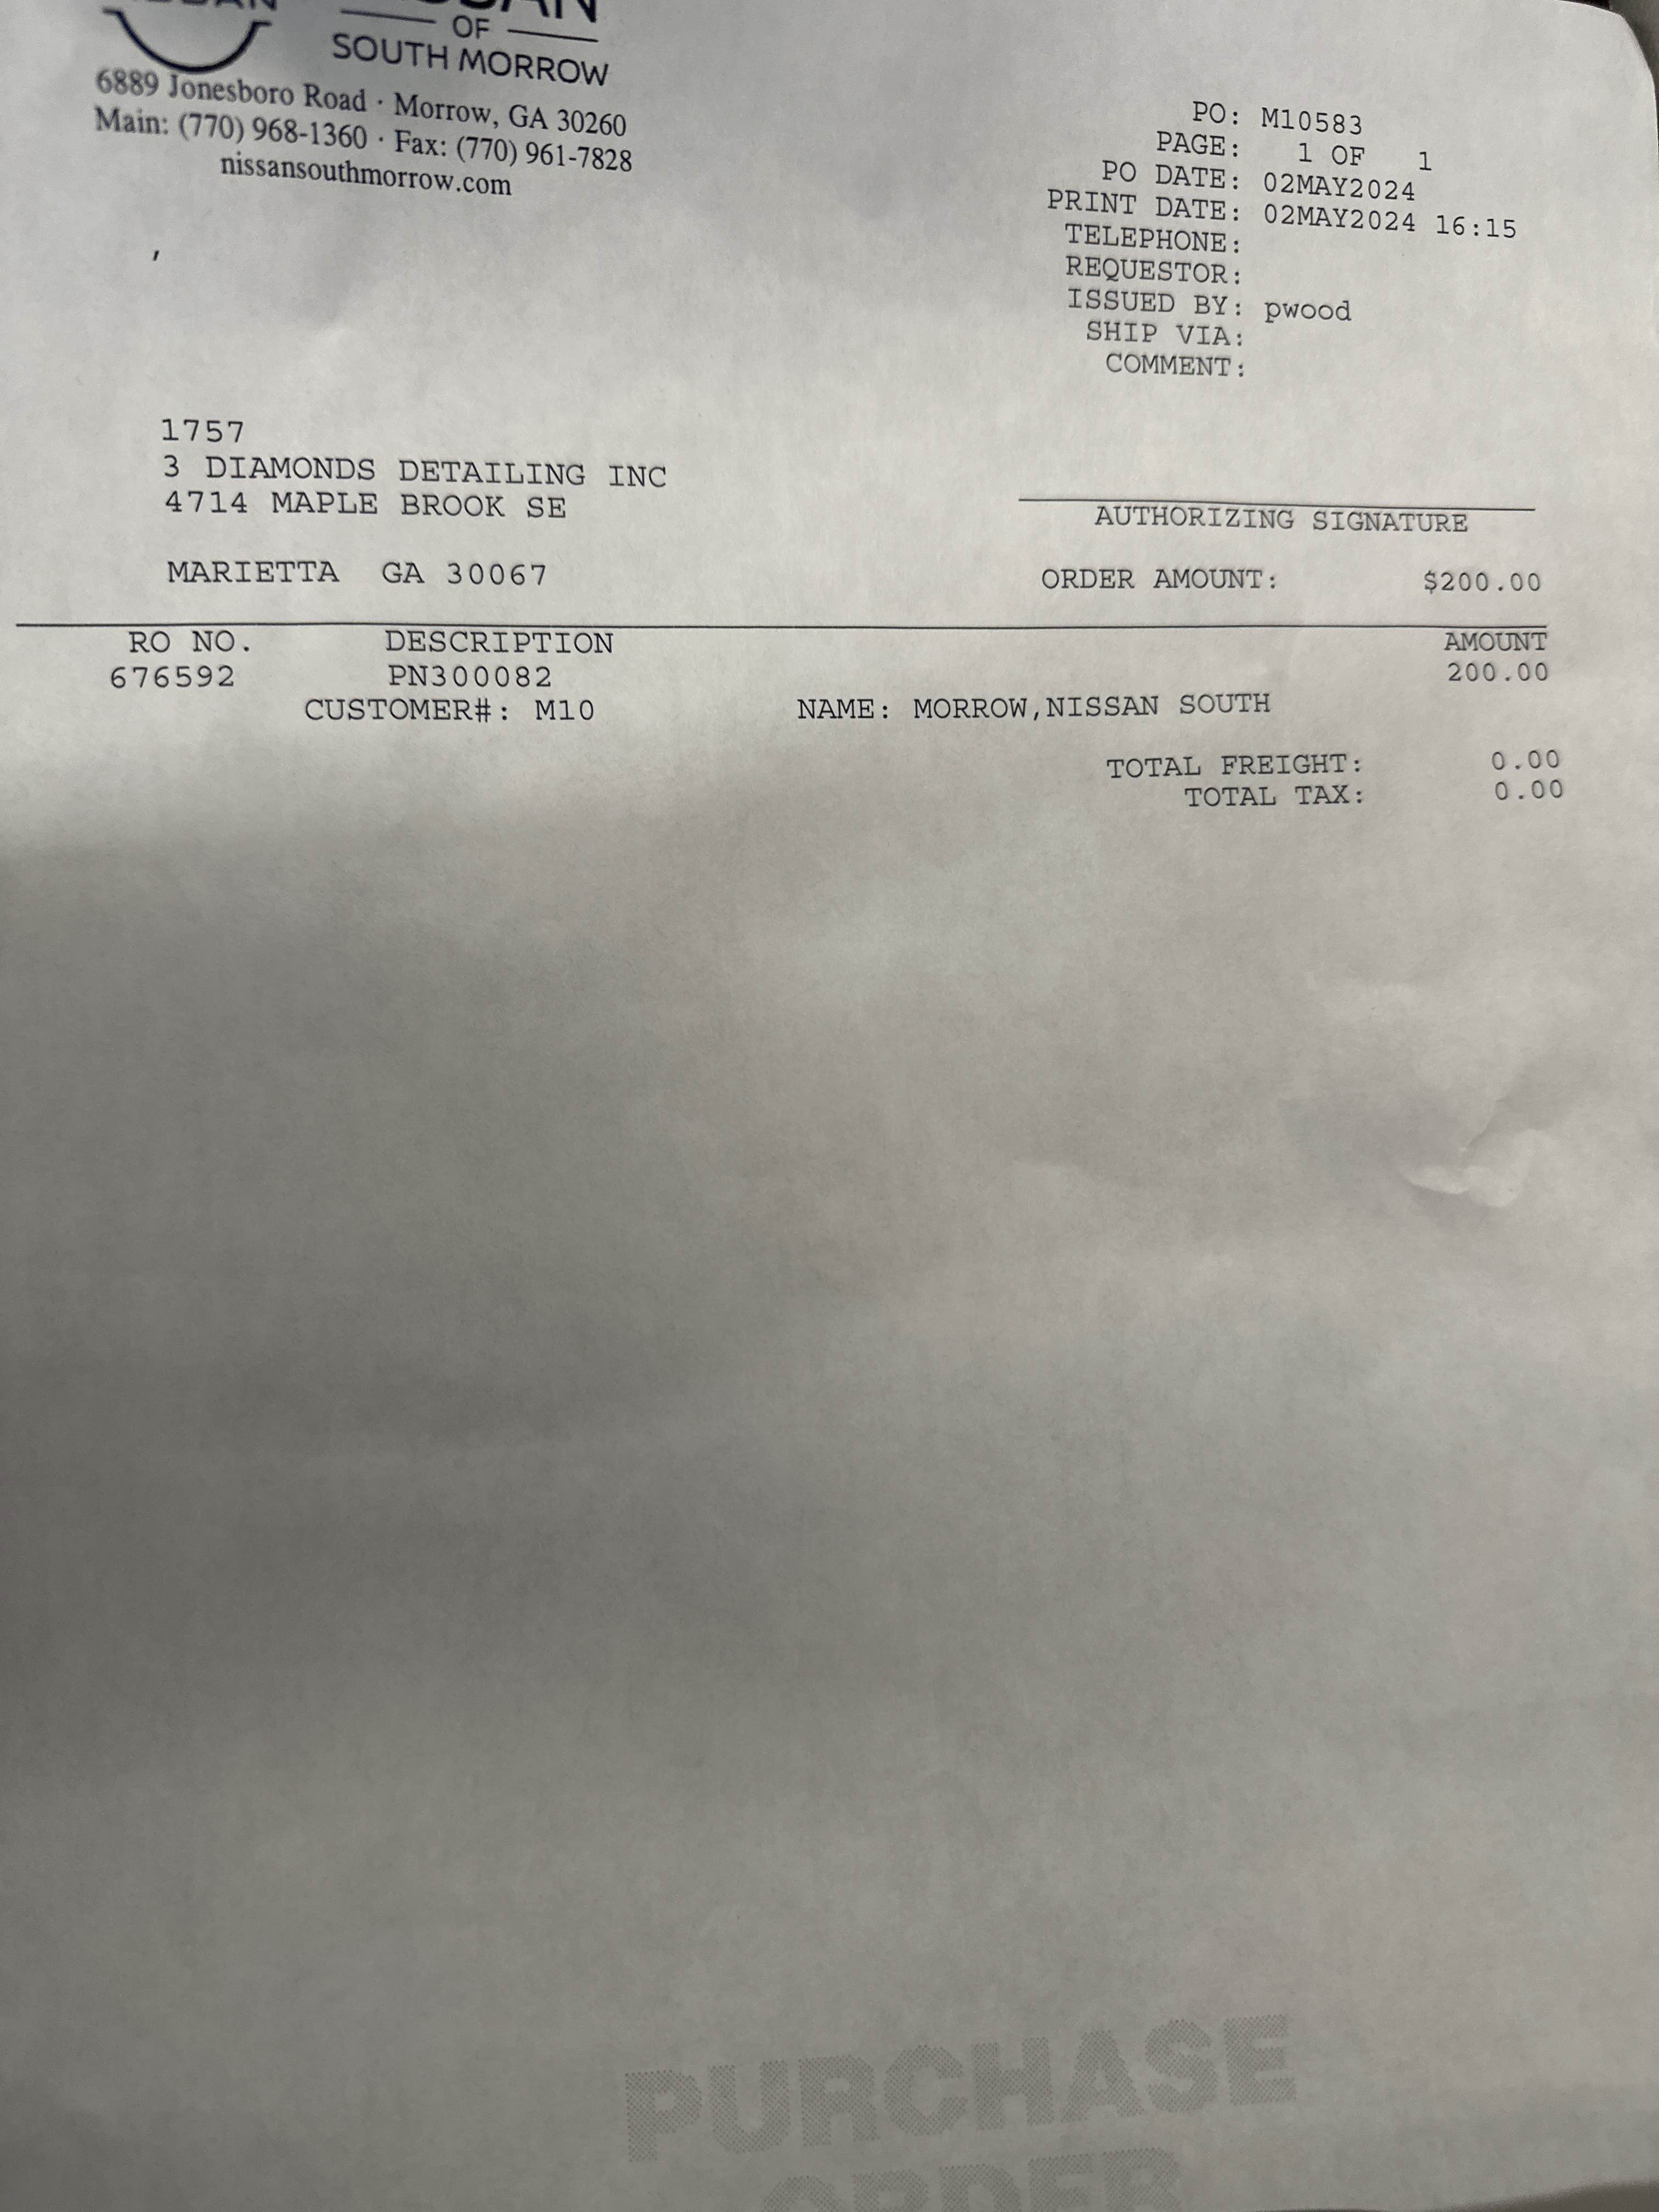 OF
SOUTH MORROW
6889 Jonesboro Road · Morrow, GA 30260
Main: (770) 968-1360 · Fax: (770) 961-7828
nissansouthmorrow.com
PO: M10583
PAGE: 1 OF 1
PO DATE: 02MAY2024
PRINT DATE: 02MAY2024 16:15
TELEPHONE:
REQUESTOR:
ISSUED BY: pwood
SHIP VIA:
COMMENT:
1757
3 DIAMONDS DETAILING INC
4714 MAPLE BROOK SE
MARIETTA GA 30067
AUTHORIZING SIGNATURE
ORDER AMOUNT: $200.00
RO NO. DESCRIPTION AMOUNT
676592 PN300082 200.00
CUSTOMER#: M10 NAME: MORROW,NISSAN SOUTH
TOTAL FREIGHT: 0.00
TOTAL TAX: 0.00
PURCHASE
ORDER